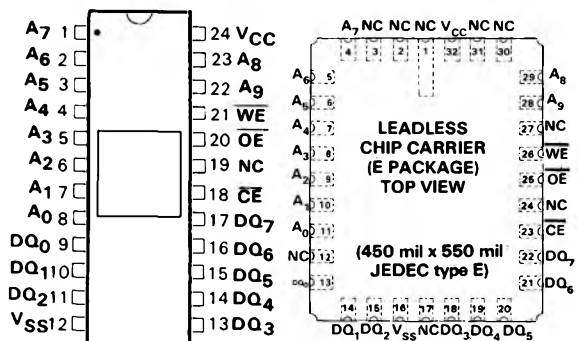 A7 1
A6 2
A5 3
A4 4
A3 5
A2 6
A1 7
A0 8
DQ0 9
DQ1 10
DQ2 11
VSS 12
24 VCC
23 A8
22 A9
21 WE
20 OE
19 NC
18 CE
17 DQ7
16 DQ6
15 DQ5
14 DQ4
13 DQ3
A7 NC NC NC VCC NC NC
4 3 2 1 32 31 30
A6 5
A5 6
A4 7
A3 8
A2 9
A1 10
A0 11
NC 12
DQ0 13
29 A8
28 A9
27 NC
26 WE
25 OE
24 NC
23 CE
22 DQ7
21 DQ6
LEADLESS
CHIP CARRIER
(E PACKAGE)
TOP VIEW
(450 mil x 550 mil
JEDEC type E)
14 15 16 17 18 19 20
DQ1 DQ2 VSS NC DQ3 DQ4 DQ5